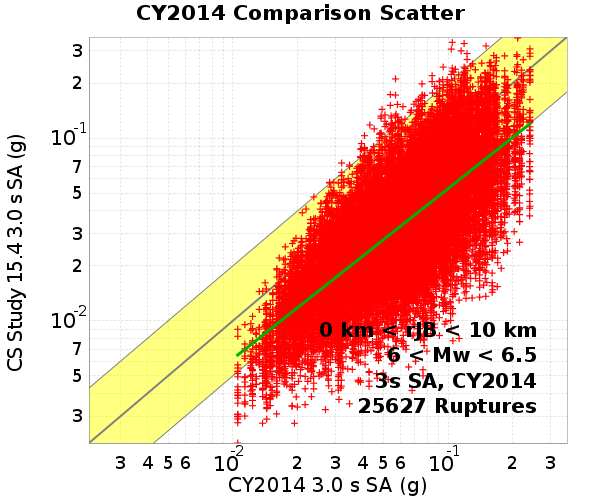 CY2014 Comparison Scatter
CS Study 15.4 3.0 s SA (g)
3
2
10-1
7
5
3
2
10-2
7
5
3
0 km < rJB < 10 km
6 < Mw < 6.5
3s SA, CY2014
25627 Ruptures
3 4 5 6 10-2 2 3 4 5 6 10-1 2 3
CY2014 3.0 s SA (g)